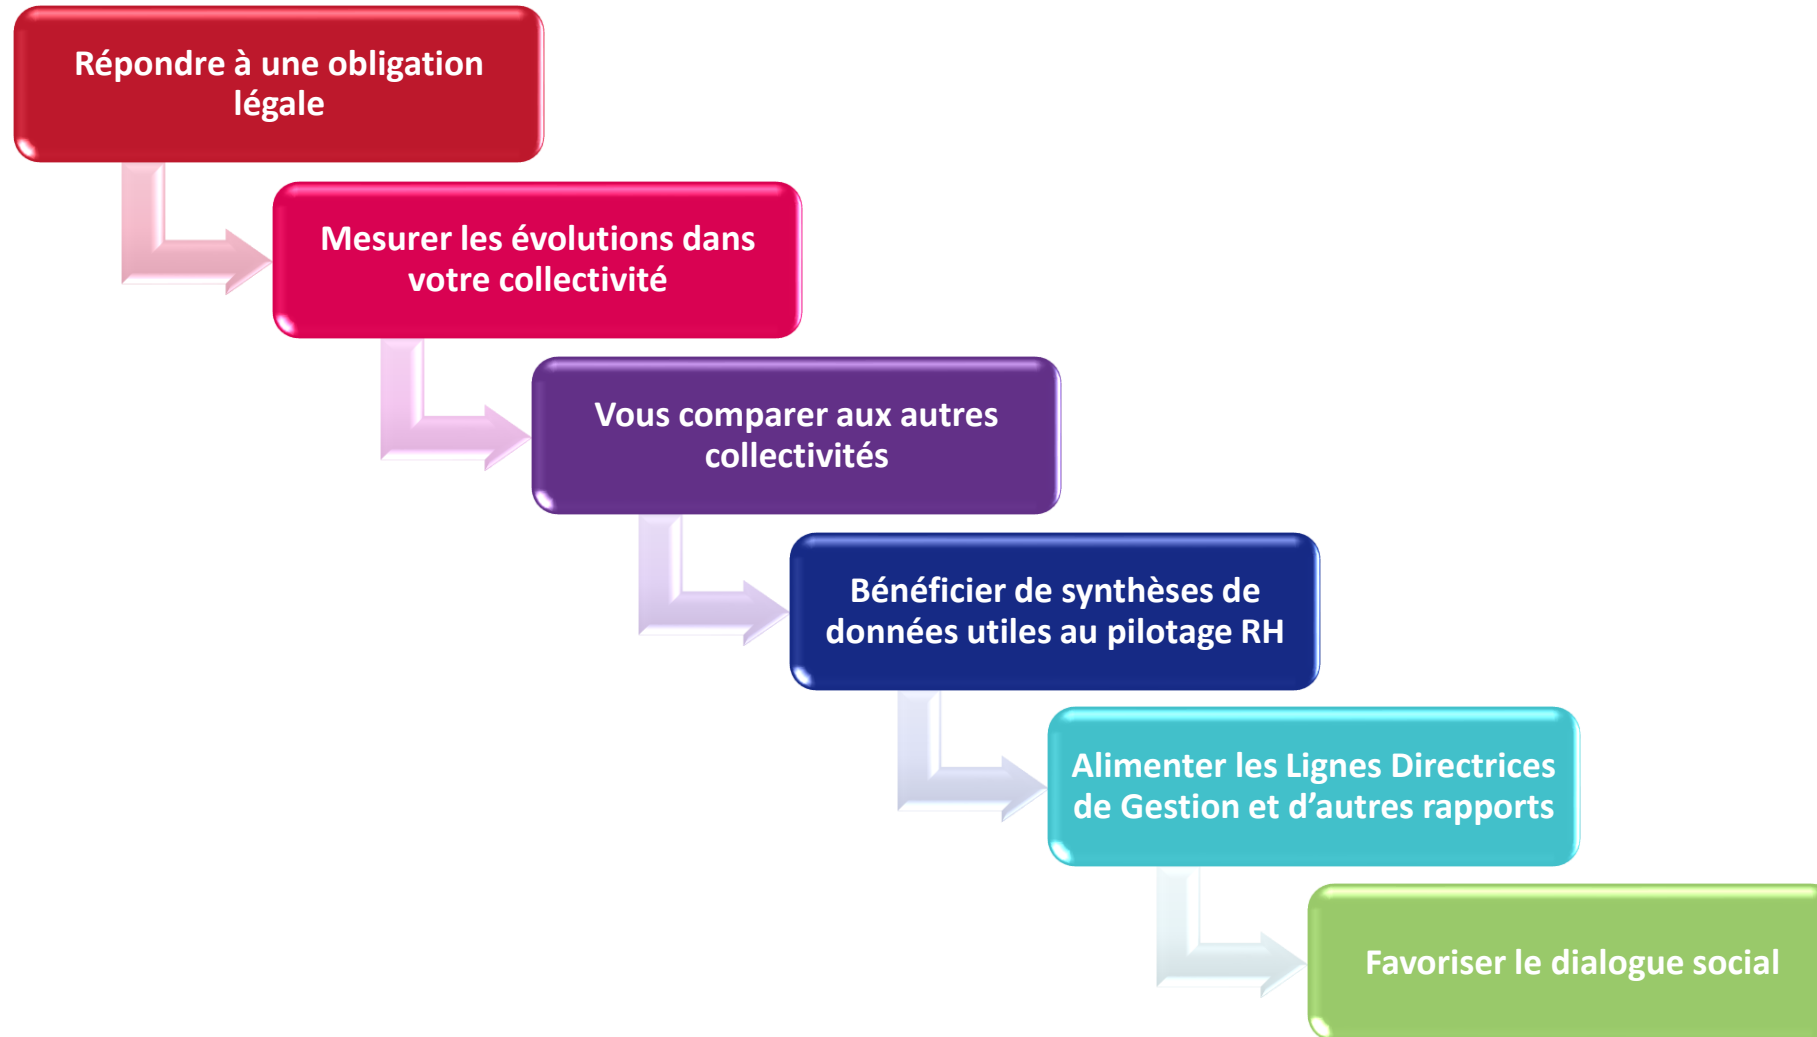 Répondre à une obligation
légale
Mesurer les évolutions dans
votre collectivité
Vous comparer aux autres
collectivités
Bénéficier de synthèses de
données utiles au pilotage RH
Alimenter les Lignes Directrices
de Gestion et d’autres rapports
Favoriser le dialogue social